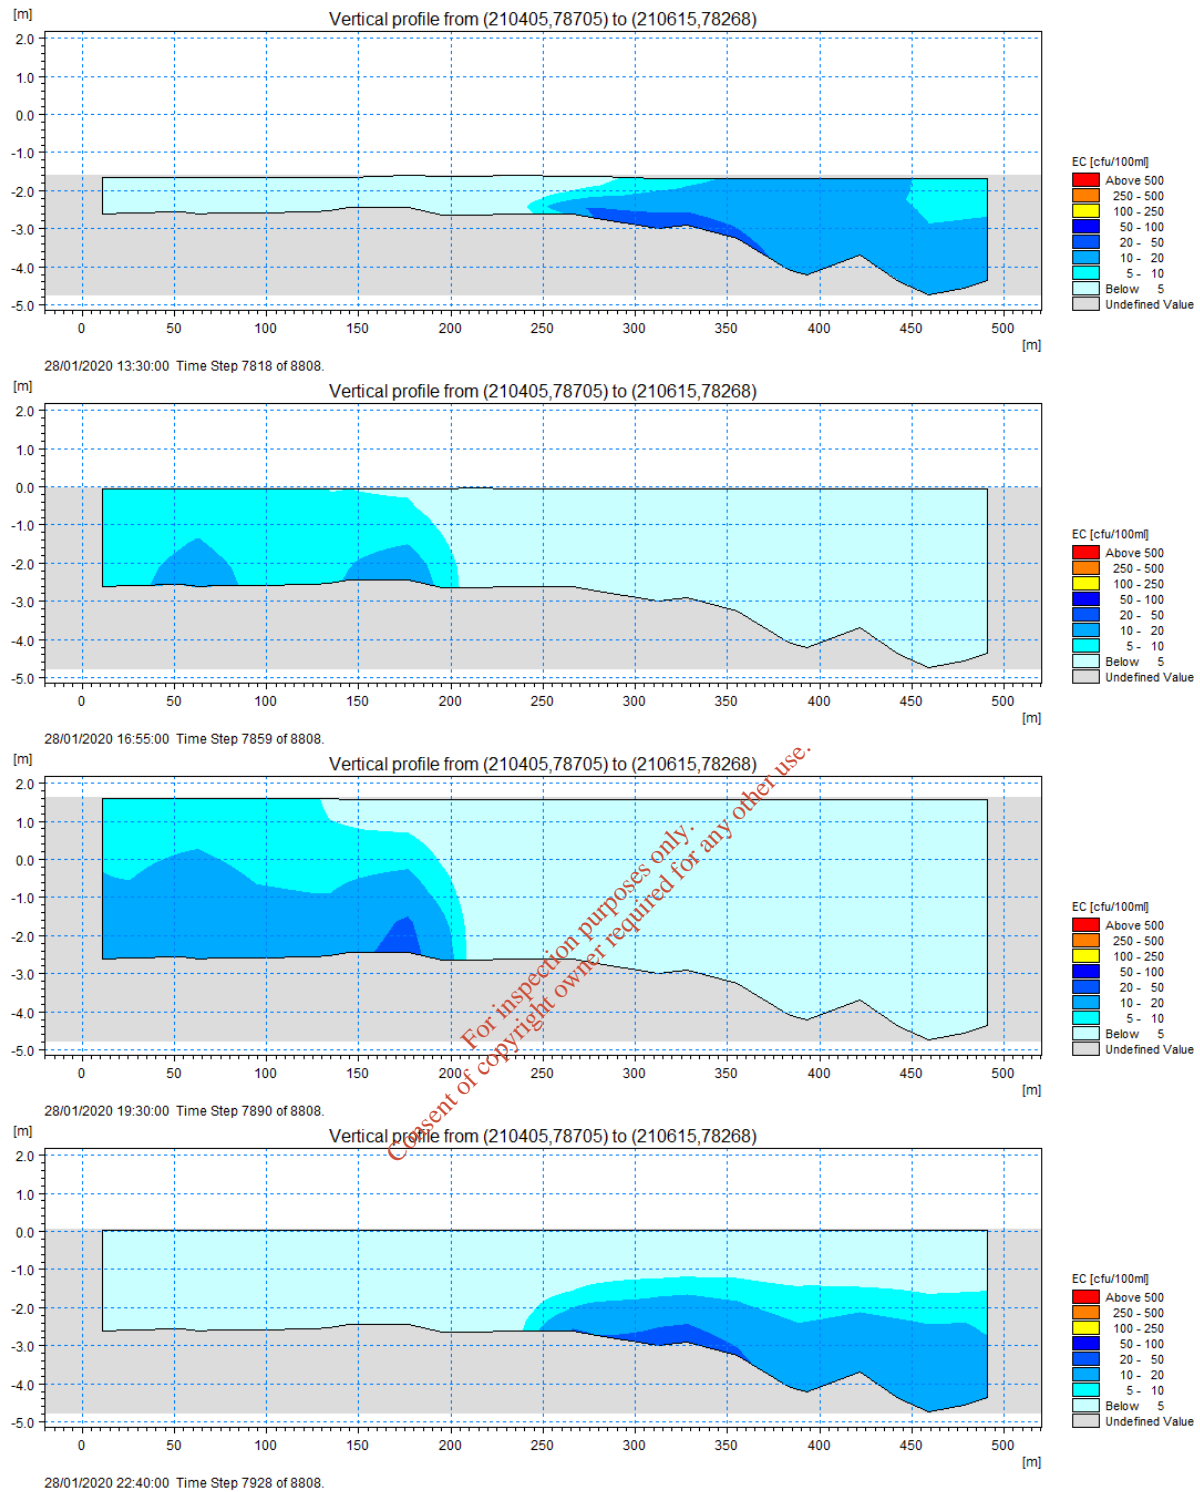 [m]
Vertical profile from (210405,78705) to (210615,78268)
2.0
1.0
0.0
-1.0
-2.0
-3.0
-4.0
-5.0
0 50 100 150 200 250 300 350 400 450 500
[m]
EC [cfu/100ml]
Above 500
250 - 500
100 - 250
50 - 100
20 - 50
10 - 20
5 - 10
Below 5
Undefined Value
28/01/2020 13:30:00 Time Step 7818 of 8808.
[m]
Vertical profile from (210405,78705) to (210615,78268)
2.0
1.0
0.0
-1.0
-2.0
-3.0
-4.0
-5.0
0 50 100 150 200 250 300 350 400 450 500
[m]
EC [cfu/100ml]
Above 500
250 - 500
100 - 250
50 - 100
20 - 50
10 - 20
5 - 10
Below 5
Undefined Value
28/01/2020 16:55:00 Time Step 7859 of 8808.
[m]
Vertical profile from (210405,78705) to (210615,78268)
2.0
1.0
0.0
-1.0
-2.0
-3.0
-4.0
-5.0
0 50 100 150 200 250 300 350 400 450 500
[m]
EC [cfu/100ml]
Above 500
250 - 500
100 - 250
50 - 100
20 - 50
10 - 20
5 - 10
Below 5
Undefined Value
For inspection purposes only.
Consent of copyright owner required for any other use.
28/01/2020 19:30:00 Time Step 7890 of 8808.
[m]
Vertical profile from (210405,78705) to (210615,78268)
2.0
1.0
0.0
-1.0
-2.0
-3.0
-4.0
-5.0
0 50 100 150 200 250 300 350 400 450 500
[m]
EC [cfu/100ml]
Above 500
250 - 500
100 - 250
50 - 100
20 - 50
10 - 20
5 - 10
Below 5
Undefined Value
28/01/2020 22:40:00 Time Step 7928 of 8808.